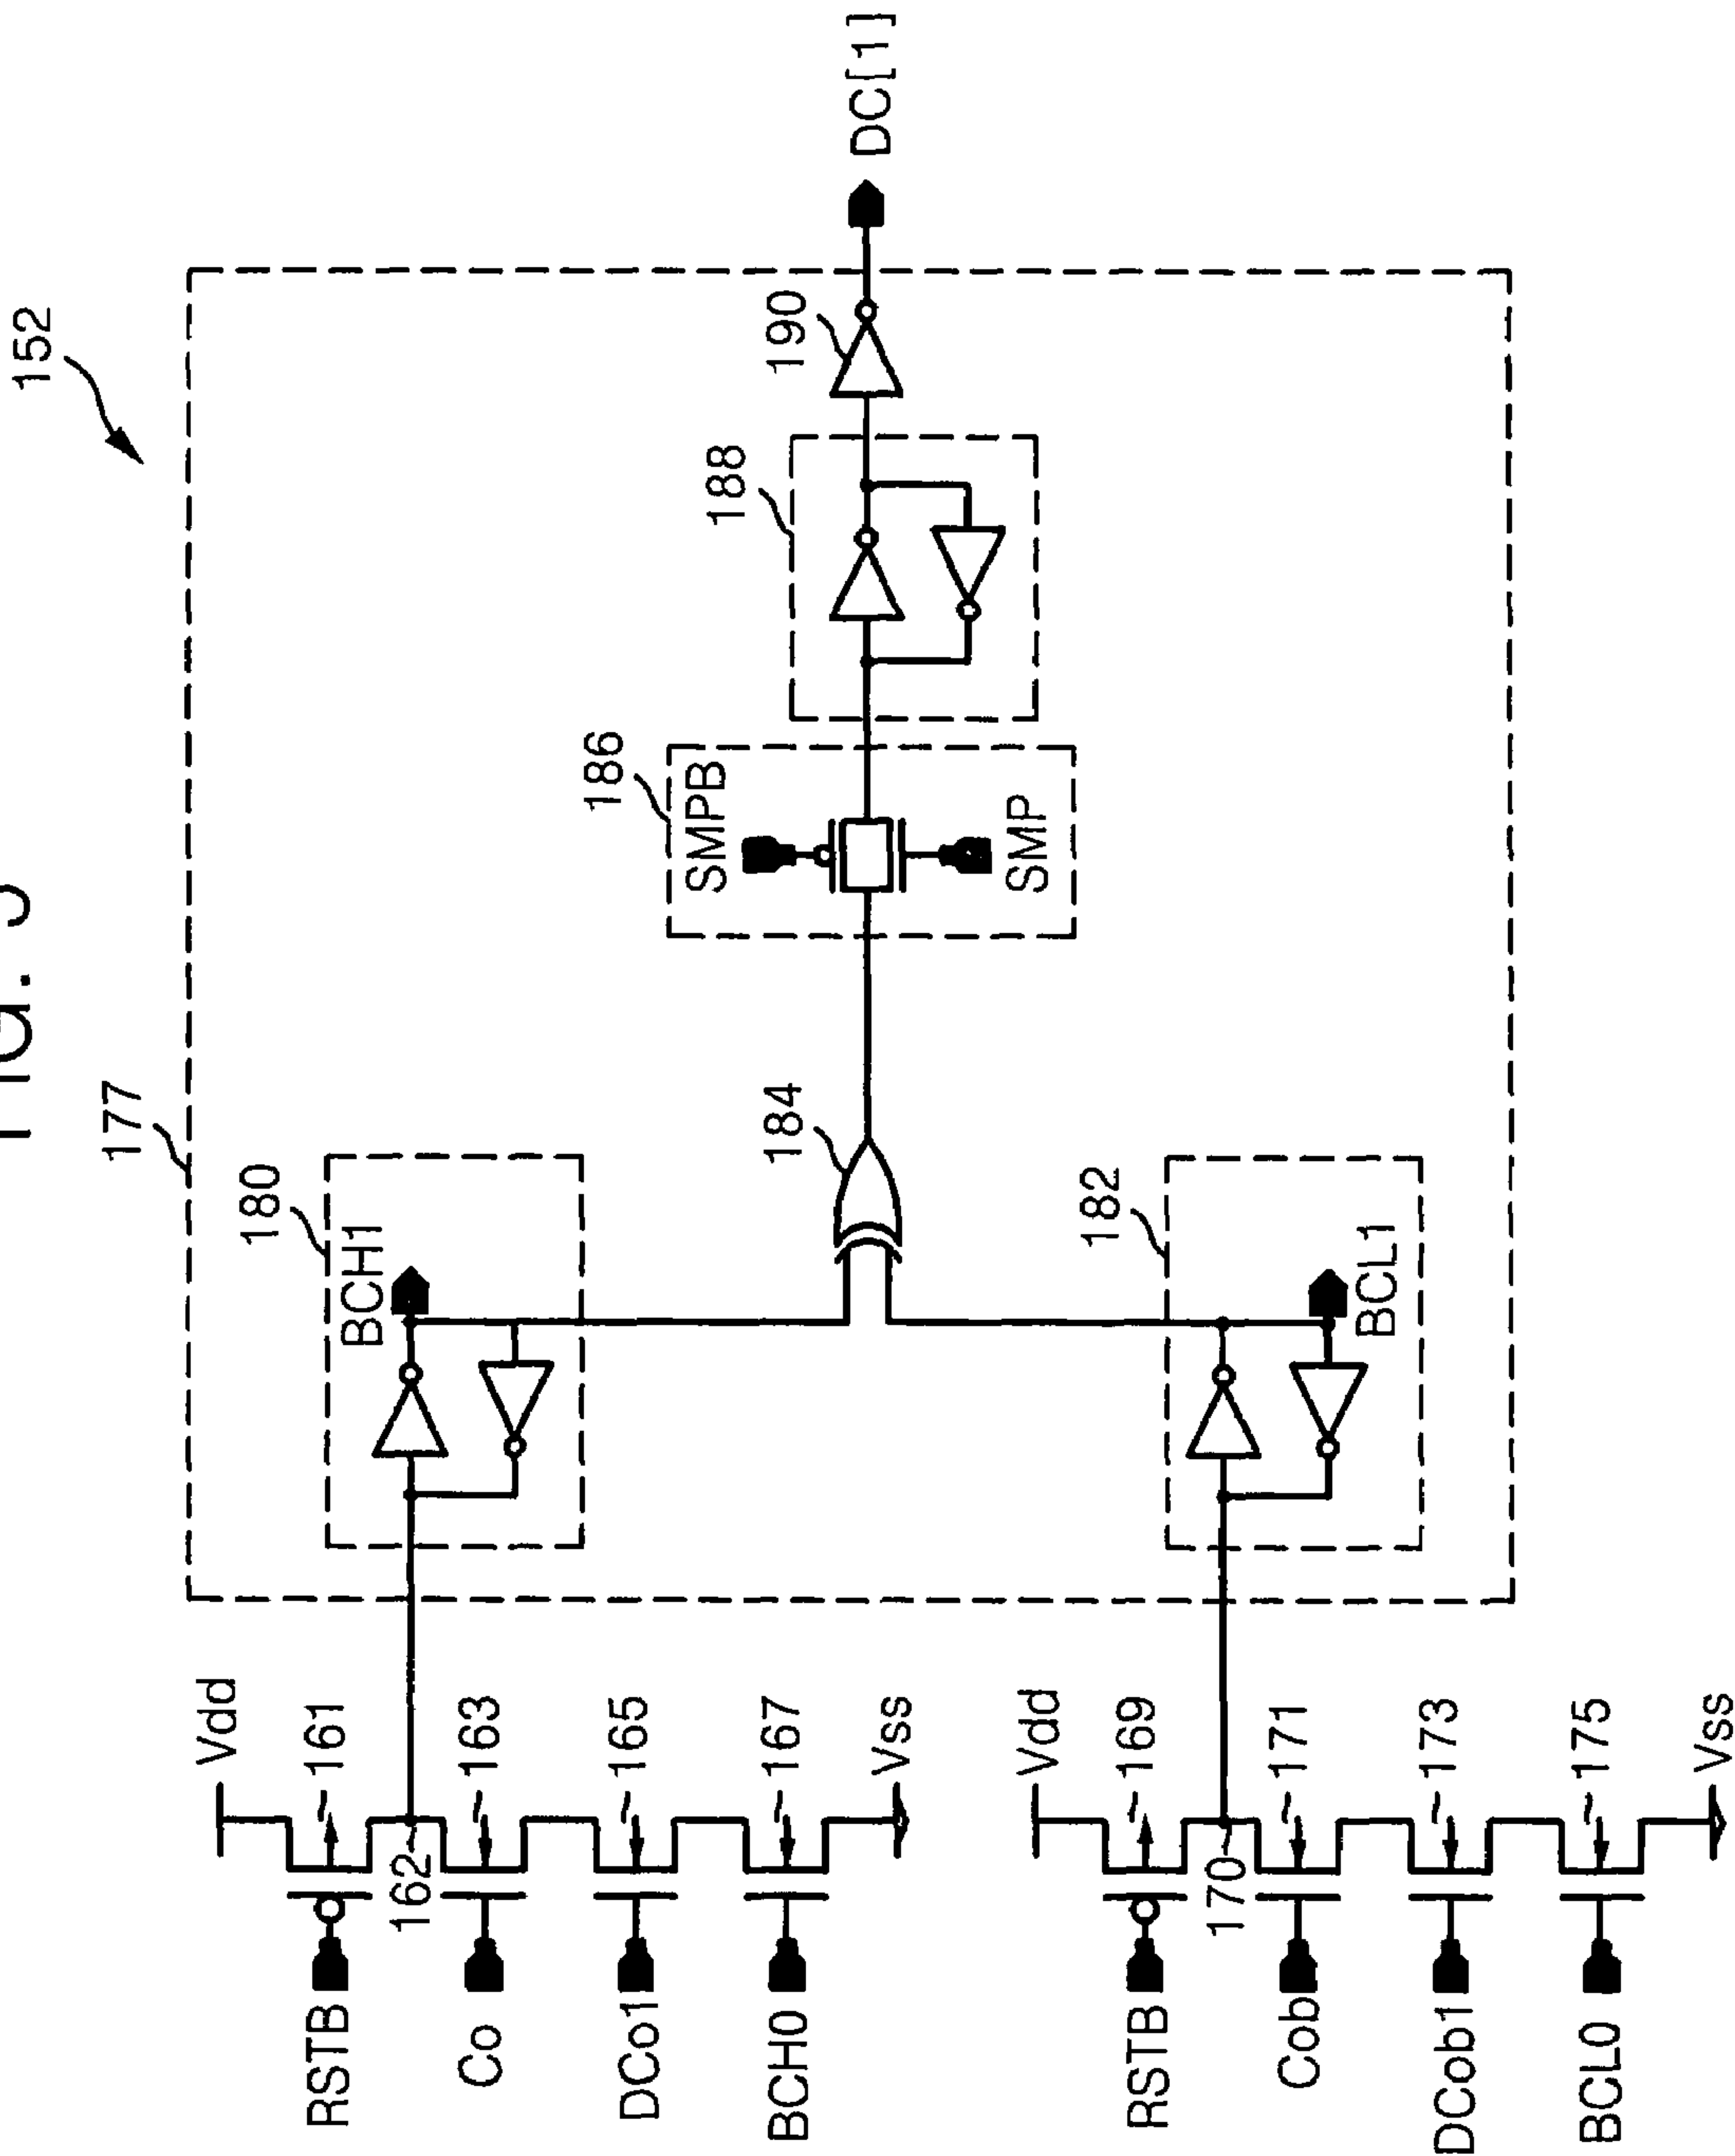 FIG. 5
152
177
180
BCH1
184
182
BCL1
186
SMPB
SMP
188
190
DC[1]
Vdd
RSTB
161
162
Co
163
DCo1
165
BCH0
167
Vss
Vdd
RSTB
169
170
Cob
171
DCob1
173
BCL0
175
Vss